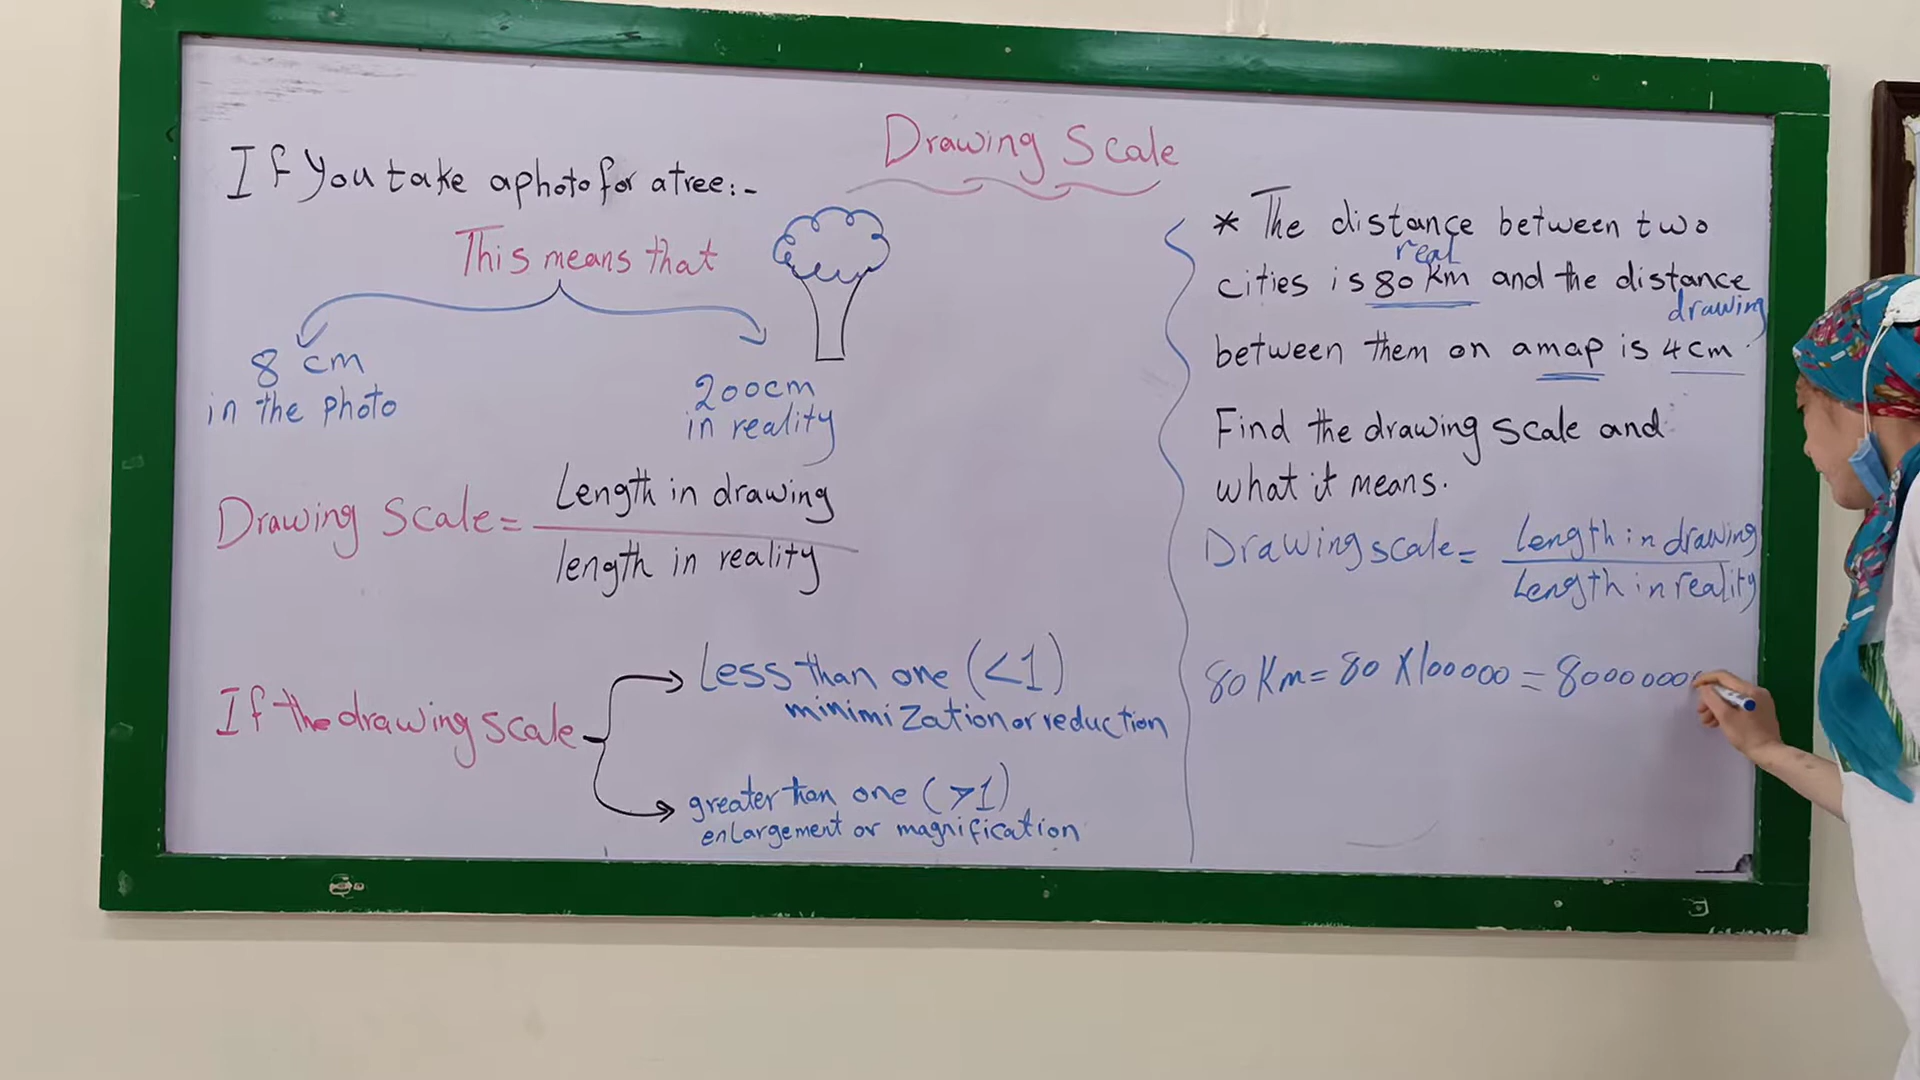 Drawing Scale
If you take a photo for a tree:-
This means that
8 cm
in the photo
200cm
in reality
Drawing Scale = Length in drawing
length in reality
If the drawing scale
Less than one (<1)
minimization or reduction
greater than one (>1)
enlargement or magnification
* The distance between two
real
cities is 80 km and the distance
drawing
between them on a map is 4 cm
Find the drawing scale and
what it means.
Drawing scale = Length in drawing
Length in reality
80 Km = 80 X 100000 = 8000000